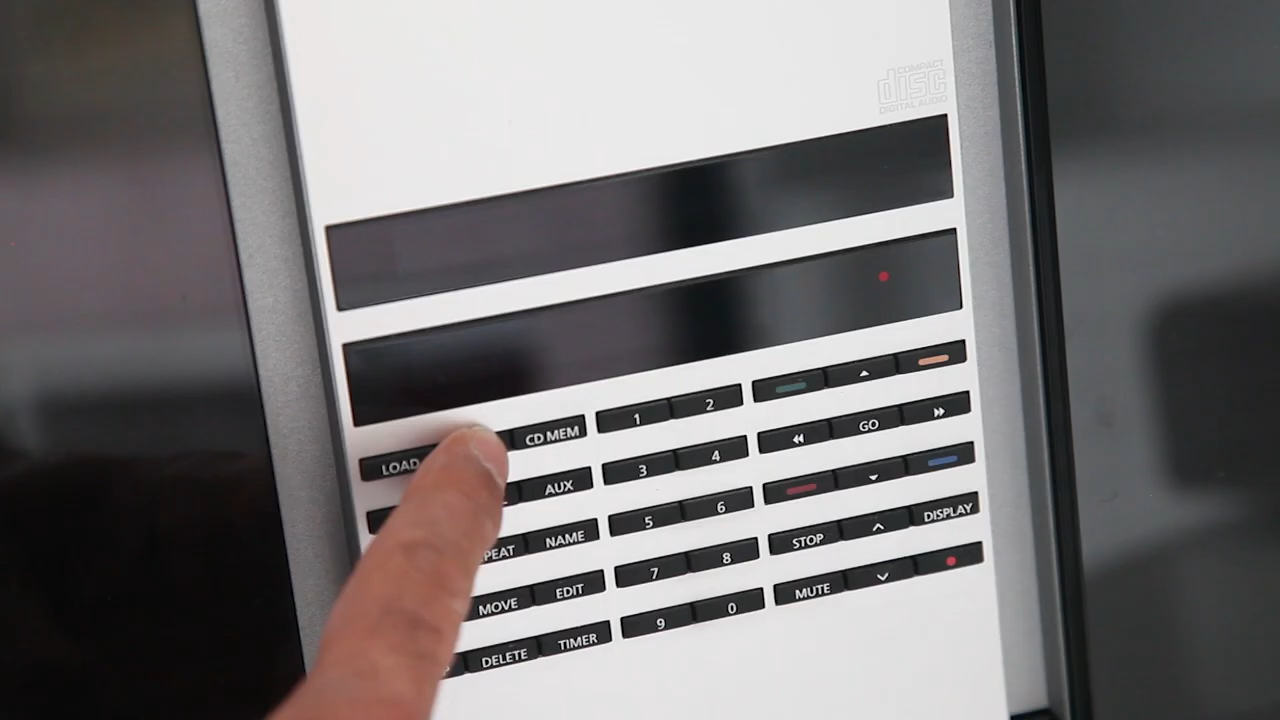 COMPACT
disc
DIGITAL AUDIO
LOAD CD MEM 1 2
AUX 3 4 GO
NAME 5 6
MOVE EDIT 7 8 STOP DISPLAY
DELETE TIMER 9 0 MUTE